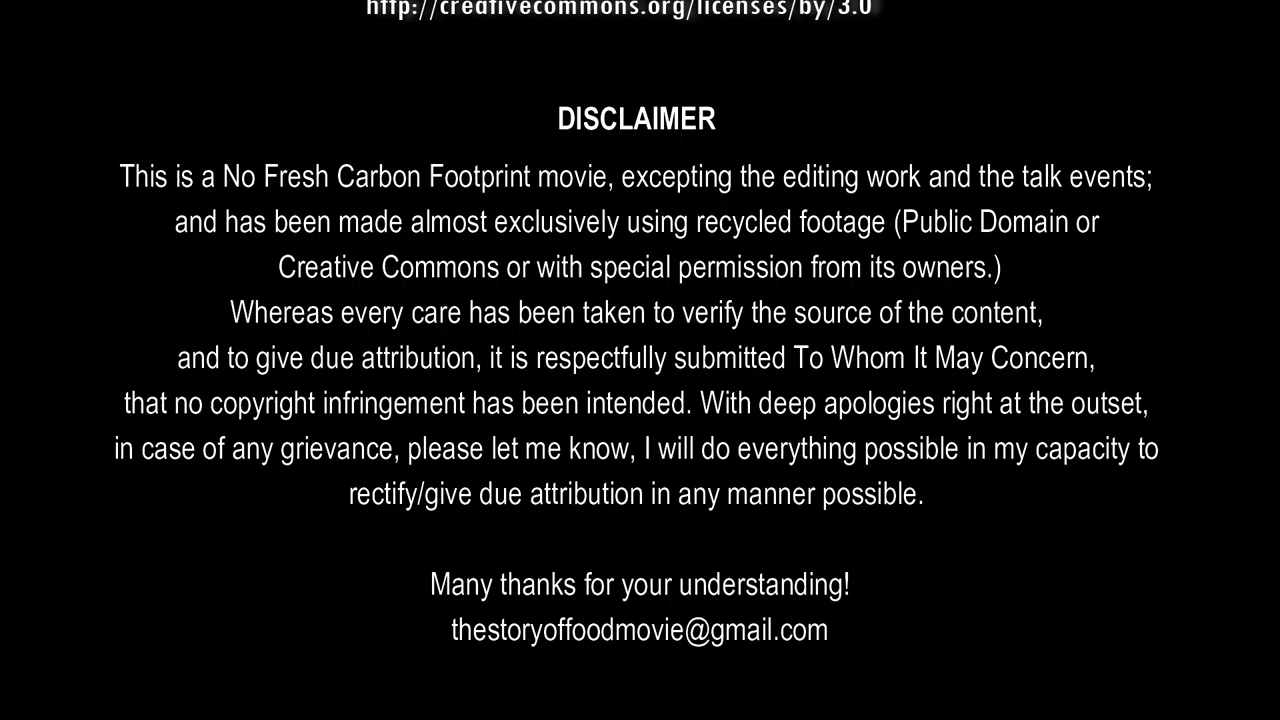 http://creativecommons.org/licenses/by/3.0
DISCLAIMER
This is a No Fresh Carbon Footprint movie, excepting the editing work and the talk events;
and has been made almost exclusively using recycled footage (Public Domain or
Creative Commons or with special permission from its owners.)
Whereas every care has been taken to verify the source of the content,
and to give due attribution, it is respectfully submitted To Whom It May Concern,
that no copyright infringement has been intended. With deep apologies right at the outset,
in case of any grievance, please let me know, I will do everything possible in my capacity to
rectify/give due attribution in any manner possible.
Many thanks for your understanding!
thestoryoffoodmovie@gmail.com